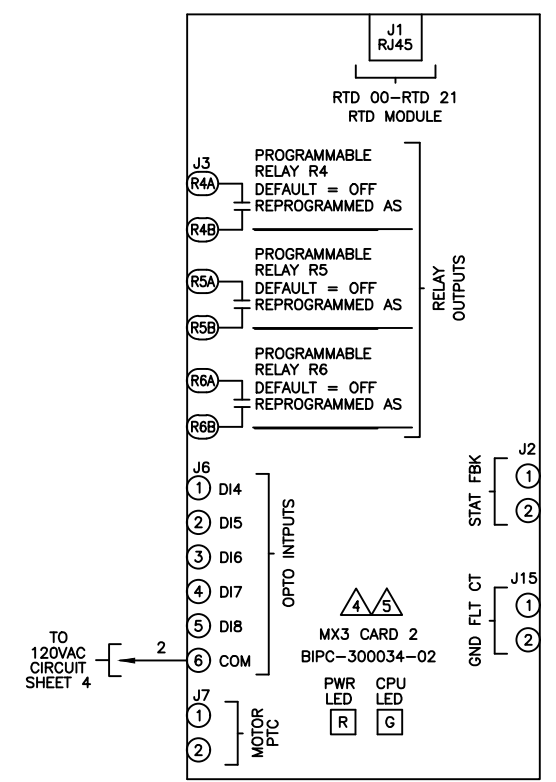 J1
RJ45
RTD 00-RTD 21
RTD MODULE
J3
R4A
R4B
PROGRAMMABLE
RELAY R4
DEFAULT = OFF
REPROGRAMMED AS
R5A
R5B
PROGRAMMABLE
RELAY R5
DEFAULT = OFF
REPROGRAMMED AS
R6A
R6B
PROGRAMMABLE
RELAY R6
DEFAULT = OFF
REPROGRAMMED AS
RELAY
OUTPUTS
J6
1 DI4
2 DI5
3 DI6
4 DI7
5 DI8
6 COM
OPTO INTPUTS
TO
120VAC
CIRCUIT
SHEET 4
2
J7
1
2
MOTOR
PTC
4 5
MX3 CARD 2
BIPC-300034-02
PWR
LED
R
CPU
LED
G
J2
STAT FBK
1
2
J15
GND FLT CT
1
2